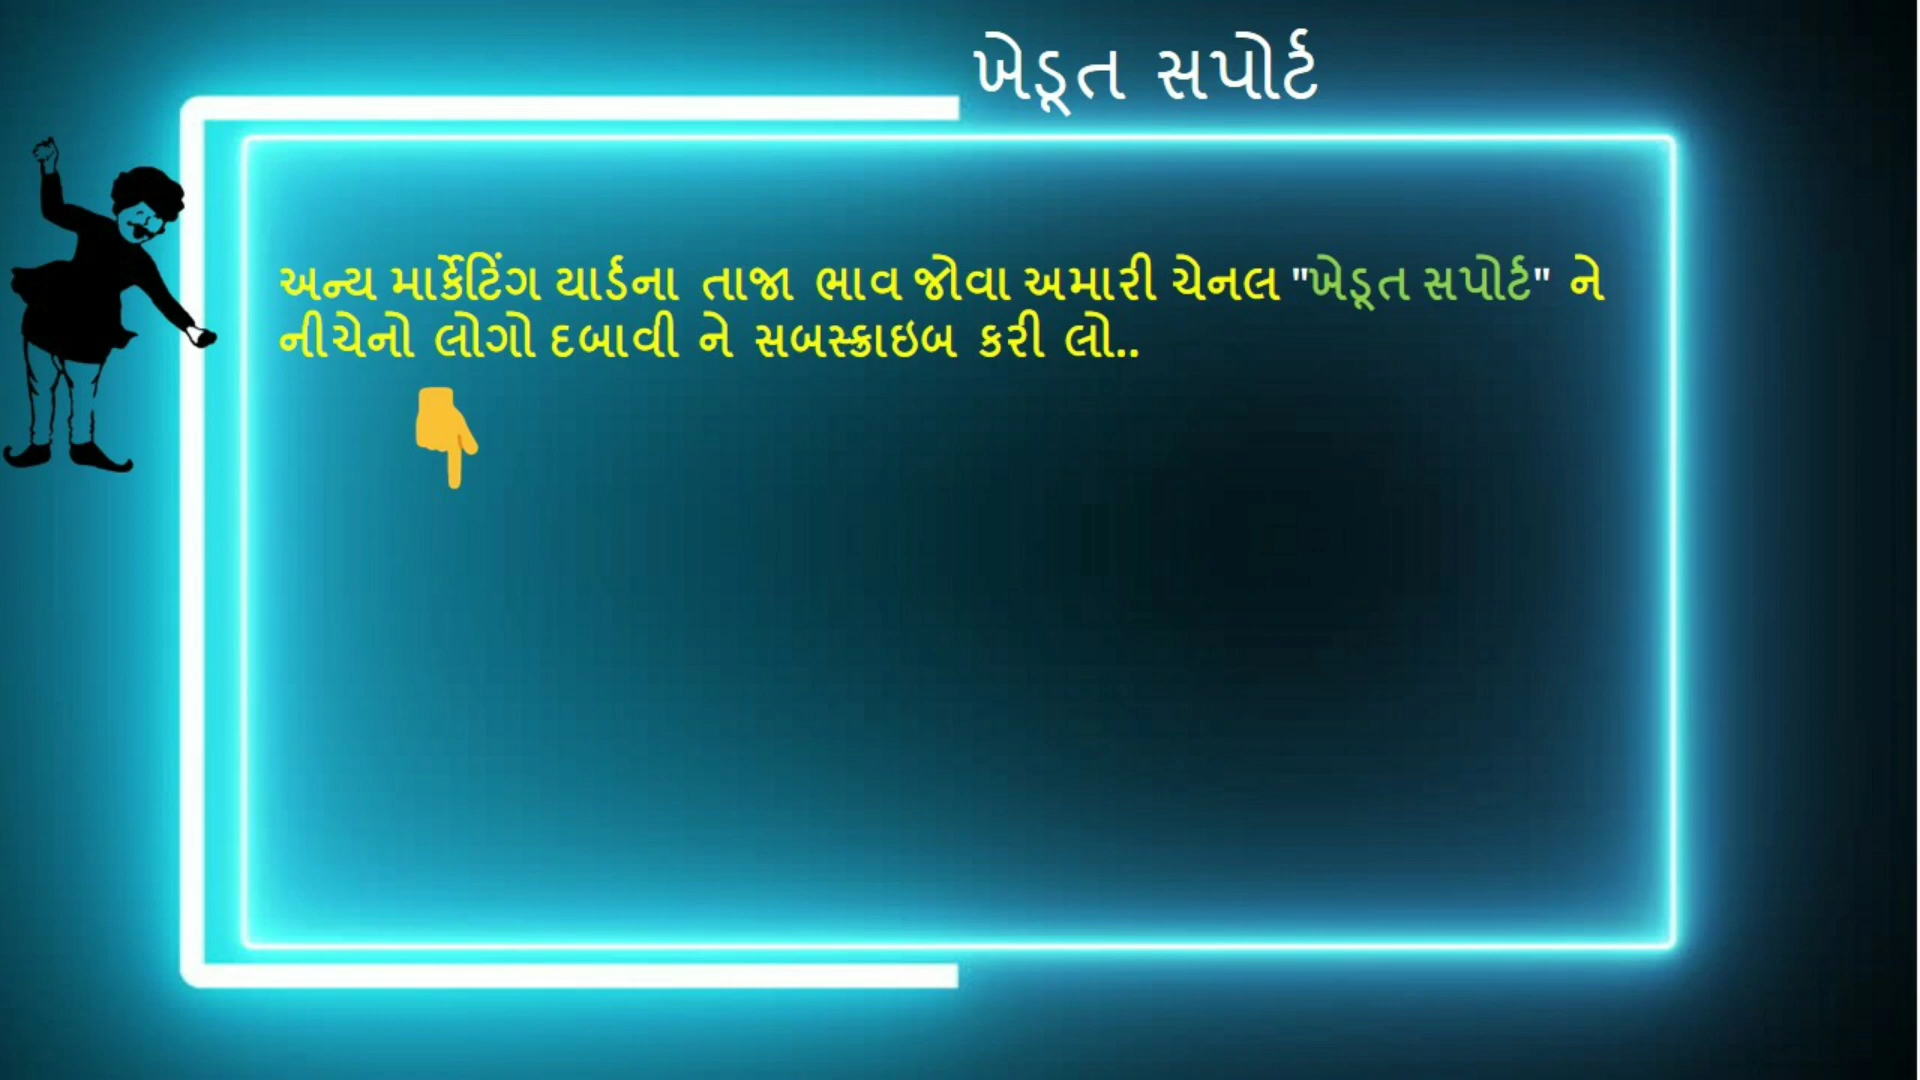 ખેડૂત સપોર્ટ
અન્ય માર્કેટિંગ યાર્ડના તાજા ભાવ જોવા અમારી ચેનલ "ખેડૂત સપોર્ટ" ને
નીચેનો લોગો દબાવી ને સબસ્ક્રાઇબ કરી લો..